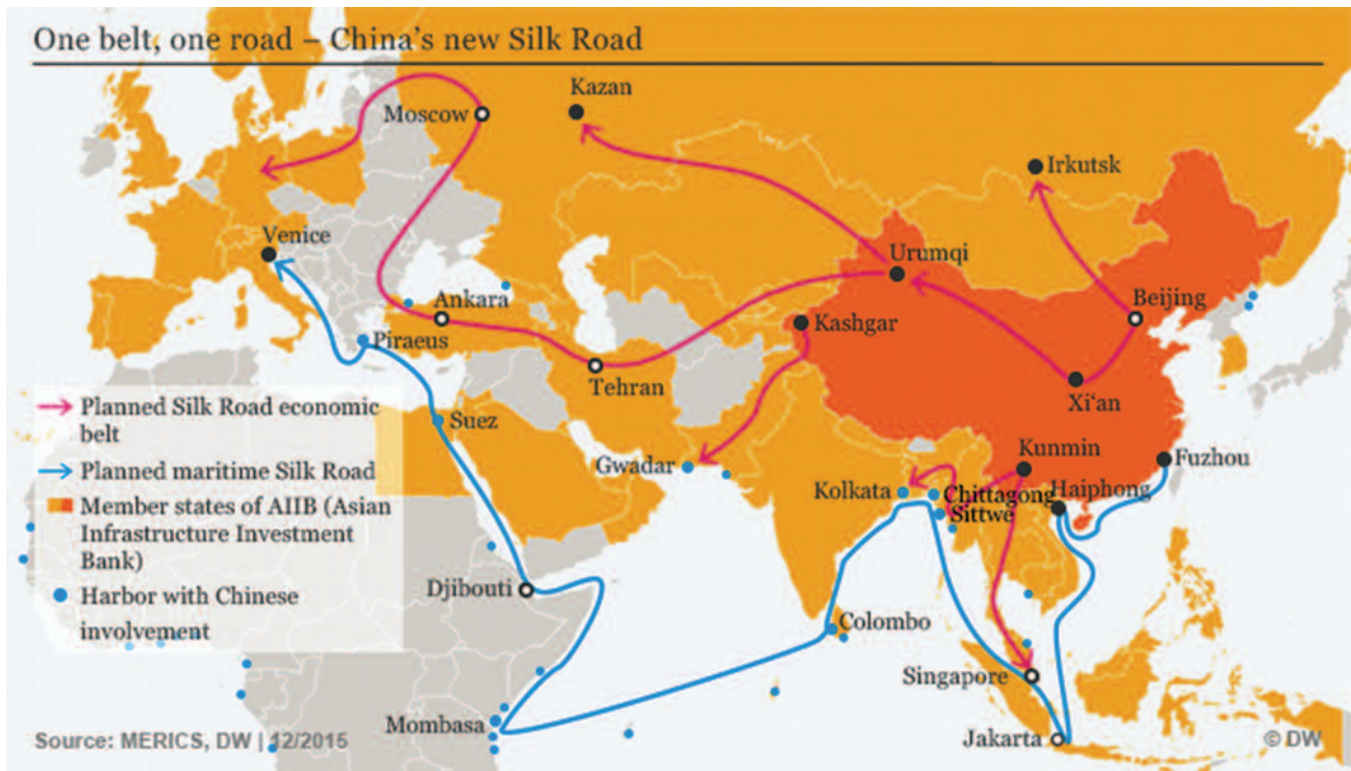 One belt, one road – China's new Silk Road
Kazan
Moscow
Irkutsk
Venice
Urumqi
Ankara
Beijing
Kashgar
Piraeus
Tehran
Xi'an
Planned Silk Road economic
belt
Suez
Kunmin
Fuzhou
Gwadar
Planned maritime Silk Road
Kolkata
Chittagong
Haiphong
Sittwe
Member states of AIIB (Asian
Infrastructure Investment
Bank)
Djibouti
Harbor with Chinese
involvement
Colombo
Singapore
Mombasa
Jakarta
Source: MERICS, DW | 12/2015
© DW